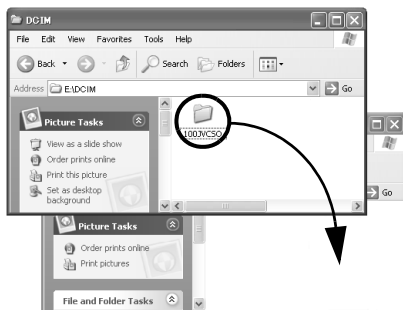 DCIM
File Edit View Favorites Tools Help
Back Search Folders
Address E:\DCIM Go
Picture Tasks
View as a slide show
Order prints online
Print this picture
Set as desktop
background
100JVCSO
Go
Picture Tasks
Order prints online
Print pictures
File and Folder Tasks